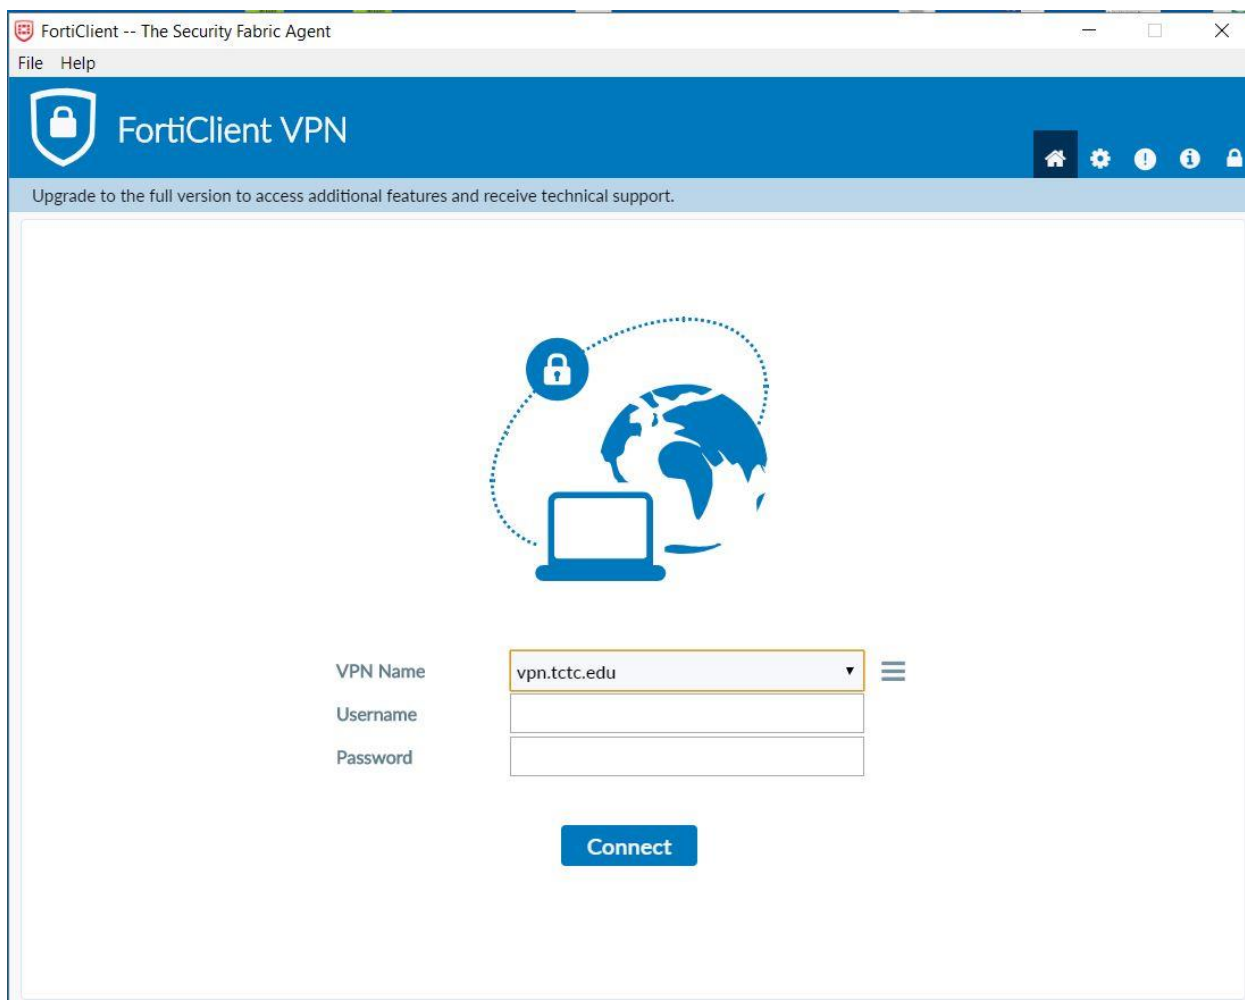 FortiClient -- The Security Fabric Agent
File Help
FortiClient VPN
Upgrade to the full version to access additional features and receive technical support.
VPN Name vpn.tctc.edu
Username
Password
Connect